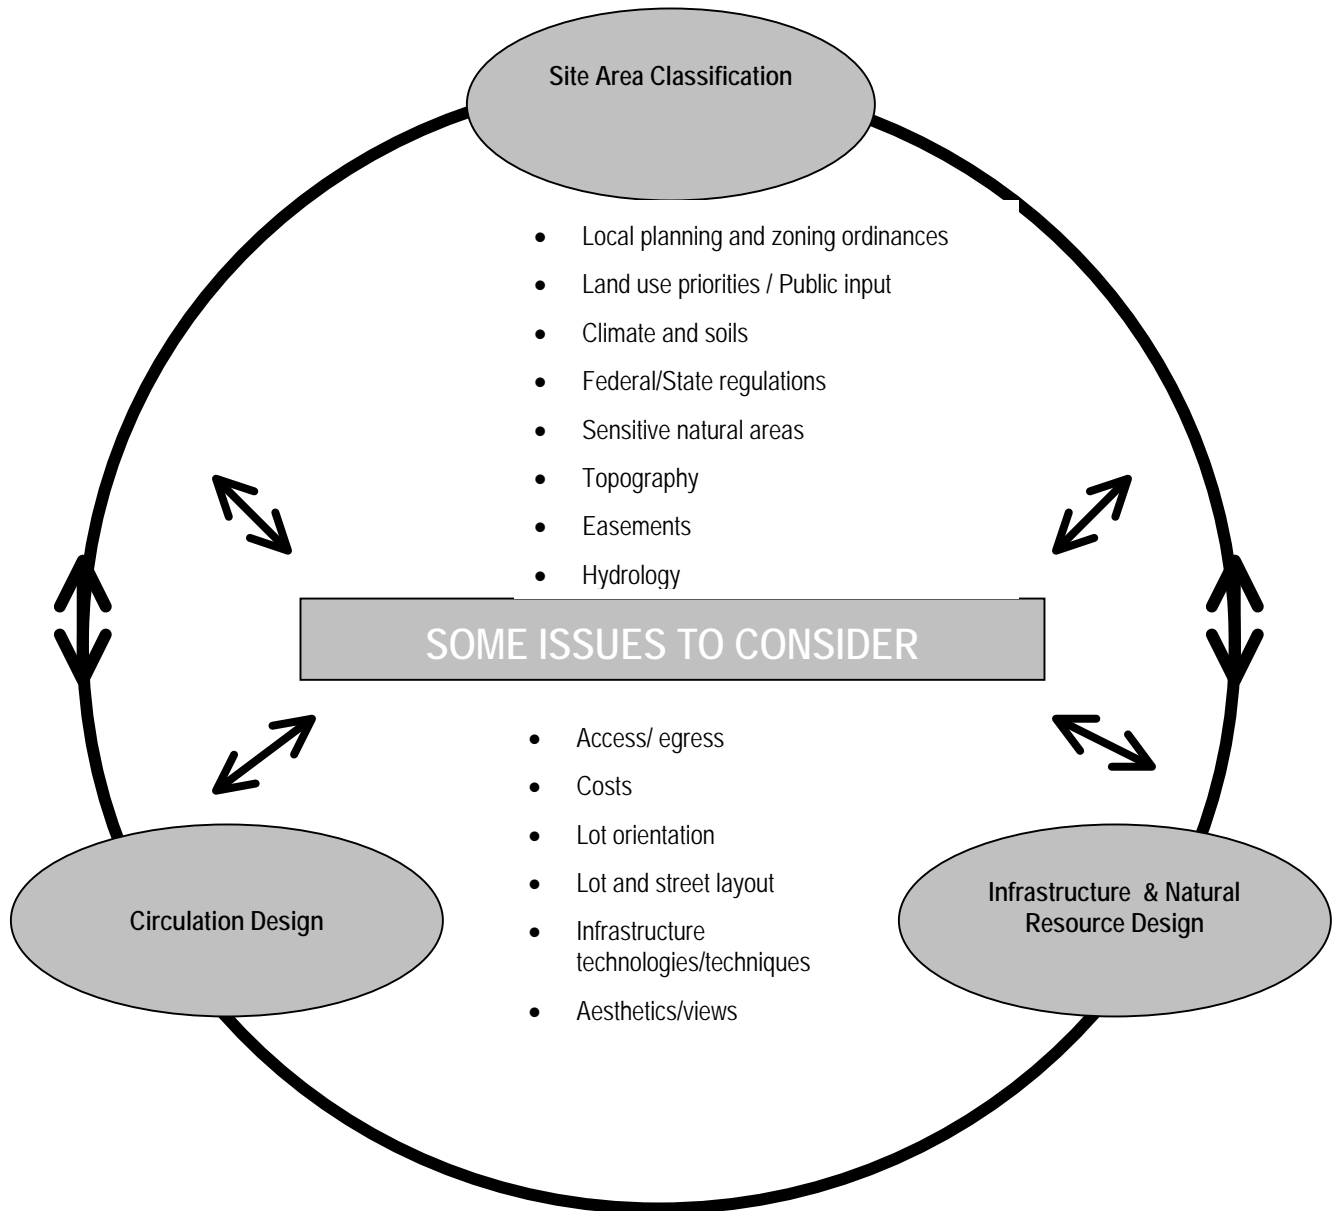 Site Area Classification
• Local planning and zoning ordinances
• Land use priorities / Public input
• Climate and soils
• Federal/State regulations
• Sensitive natural areas
• Topography
• Easements
• Hydrology
SOME ISSUES TO CONSIDER
• Access/ egress
• Costs
• Lot orientation
• Lot and street layout
• Infrastructure
technologies/techniques
• Aesthetics/views
Circulation Design
Infrastructure & Natural
Resource Design